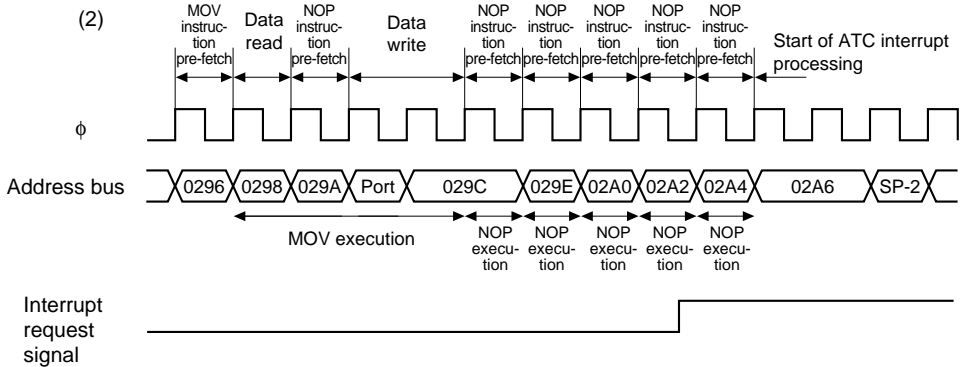 (2)
MOV
instruc-
tion
pre-fetch
Data
read
NOP
instruc-
tion
pre-fetch
Data
write
NOP
instruc-
tion
pre-fetch
NOP
instruc-
tion
pre-fetch
NOP
instruc-
tion
pre-fetch
NOP
instruc-
tion
pre-fetch
NOP
instruc-
tion
pre-fetch
Start of ATC interrupt
processing
ϕ
Address bus
0296 0298 029A Port 029C 029E 02A0 02A2 02A4 02A6 SP-2
MOV execution
NOP
execu-
tion
NOP
execu-
tion
NOP
execu-
tion
NOP
execu-
tion
NOP
execu-
tion
Interrupt
request
signal